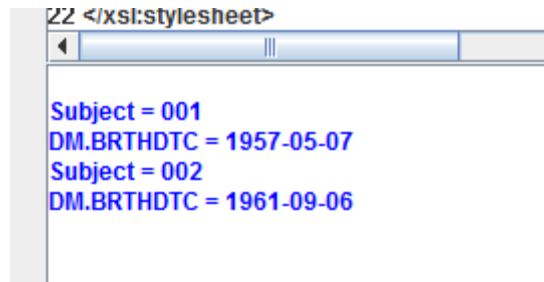 22 </xsl:stylesheet>
Subject = 001
DM.BRTHDTC = 1957-05-07
Subject = 002
DM.BRTHDTC = 1961-09-06